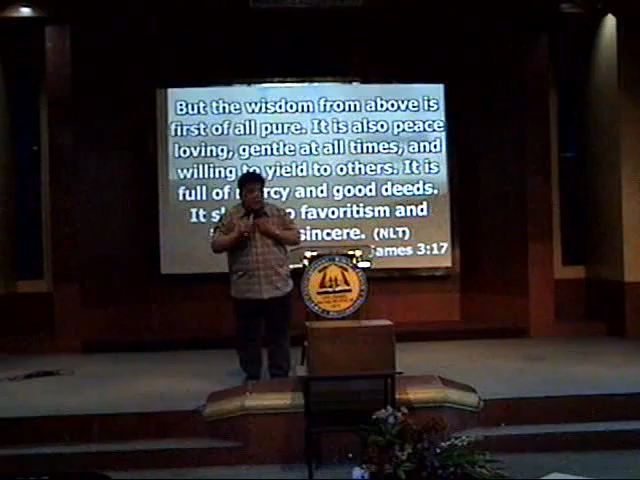 But the wisdom from above is
first of all pure. It is also peace
loving, gentle at all times, and
willing to yield to others. It is
full of and good deeds.
It favoritism and
sincere. (NLT)
James 3:17